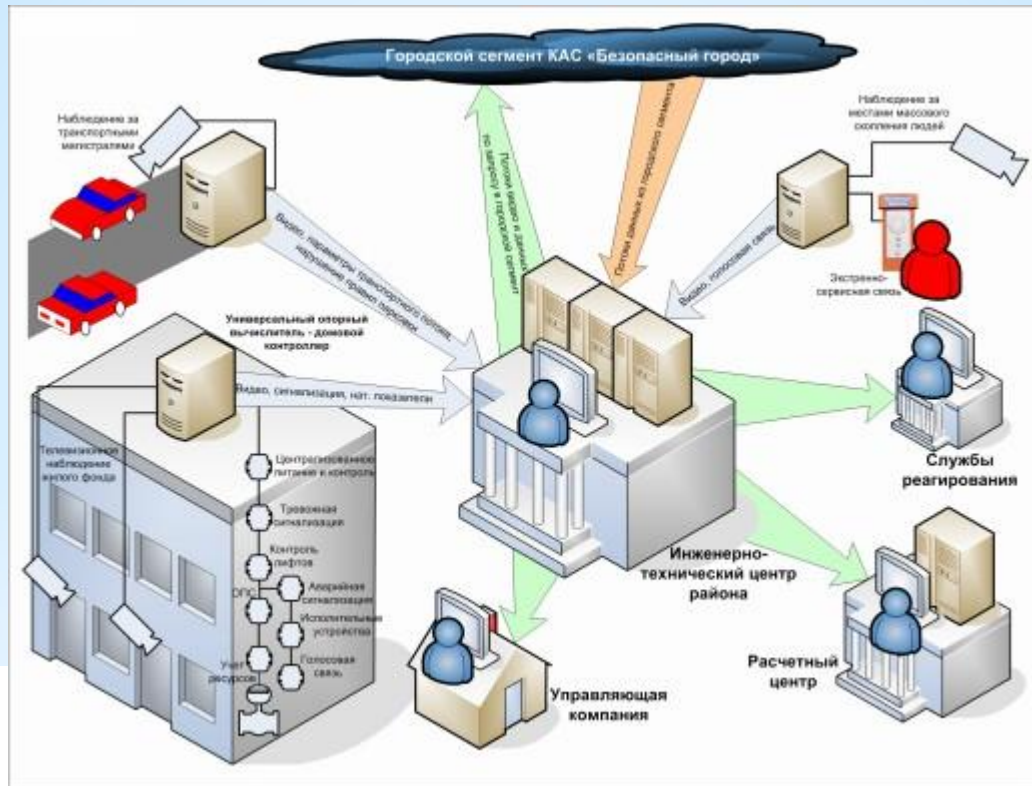 Городской сегмент КАС «Безопасный город»
Наблюдение за
транспортными
магистралями
Наблюдение за
местами массового
скопления людей
Потоки видео и данных
по запросу в городской сегмент
Потоки данных из городского сегмента
Видео, параметры транспортного потока,
нарушение правил парковки
Видео, голосовая связь
Экстренно-
сервисная связь
Универсальный опорный
вычислитель - домовой
контроллер
Видео, сигнализация, нат. показатели
Телевизионное
наблюдение
жилого фонда
Централизованное
питание и контроль
Тревожная
сигнализация
Контроль
лифтов
ОПС
Аварийная
сигнализация
Исполительные
устройства
Учет
ресурсов
Голосовая
связь
Службы
реагирования
Инженерно-
технический центр
района
Расчетный
центр
Управляющая
компания